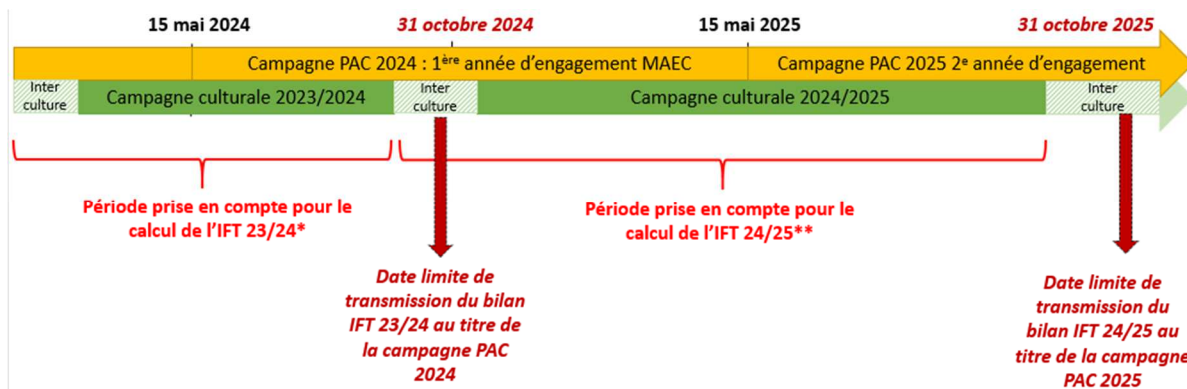 15 mai 2024
31 octobre 2024
15 mai 2025
31 octobre 2025
Campagne PAC 2024 : 1ère année d’engagement MAEC
Campagne PAC 2025 2e année d’engagement
Inter
culture
Campagne culturale 2023/2024
Inter
culture
Campagne culturale 2024/2025
Inter
culture
Période prise en compte pour le
calcul de l’IFT 23/24*
Période prise en compte pour le
calcul de l’IFT 24/25**
Date limite de
transmission du bilan
IFT 23/24 au titre de
la campagne PAC
2024
Date limite de
transmission du
bilan IFT 24/25 au
titre de la campagne
PAC 2025